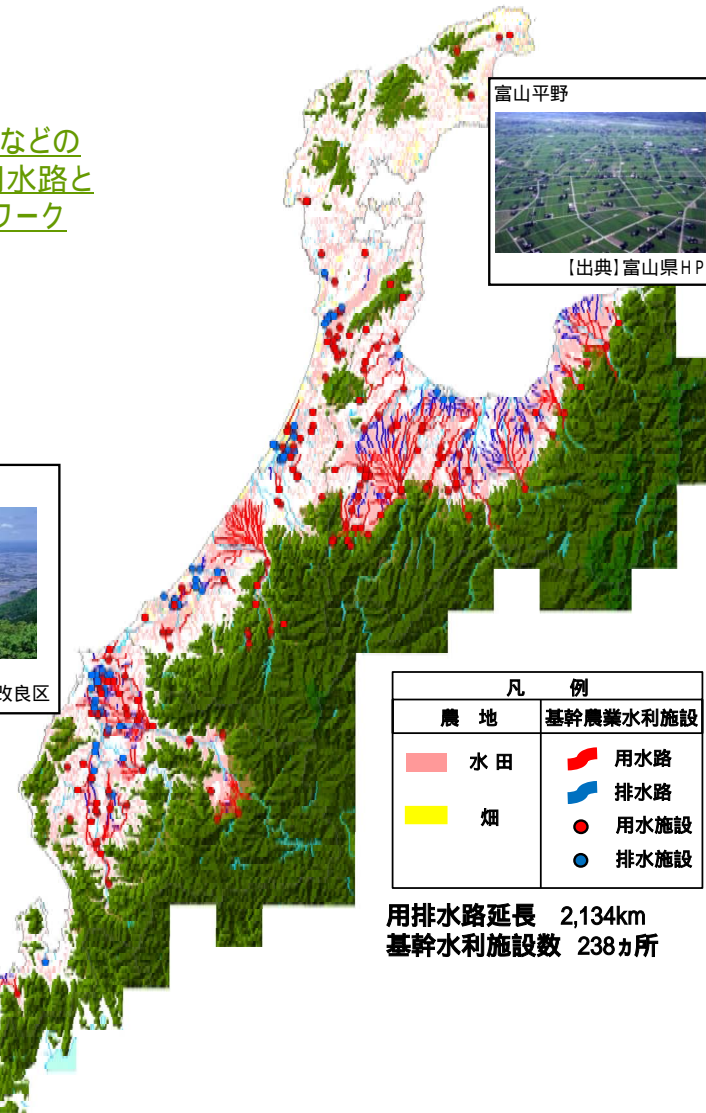 などの
用水路と
ワーク
富山平野
【出典】富山県HP
改良区
凡 例
農 地
基幹農業水利施設
水 田
畑
用水路
排水路
用水施設
排水施設
用排水路延長 2,134km
基幹水利施設数 238ヵ所